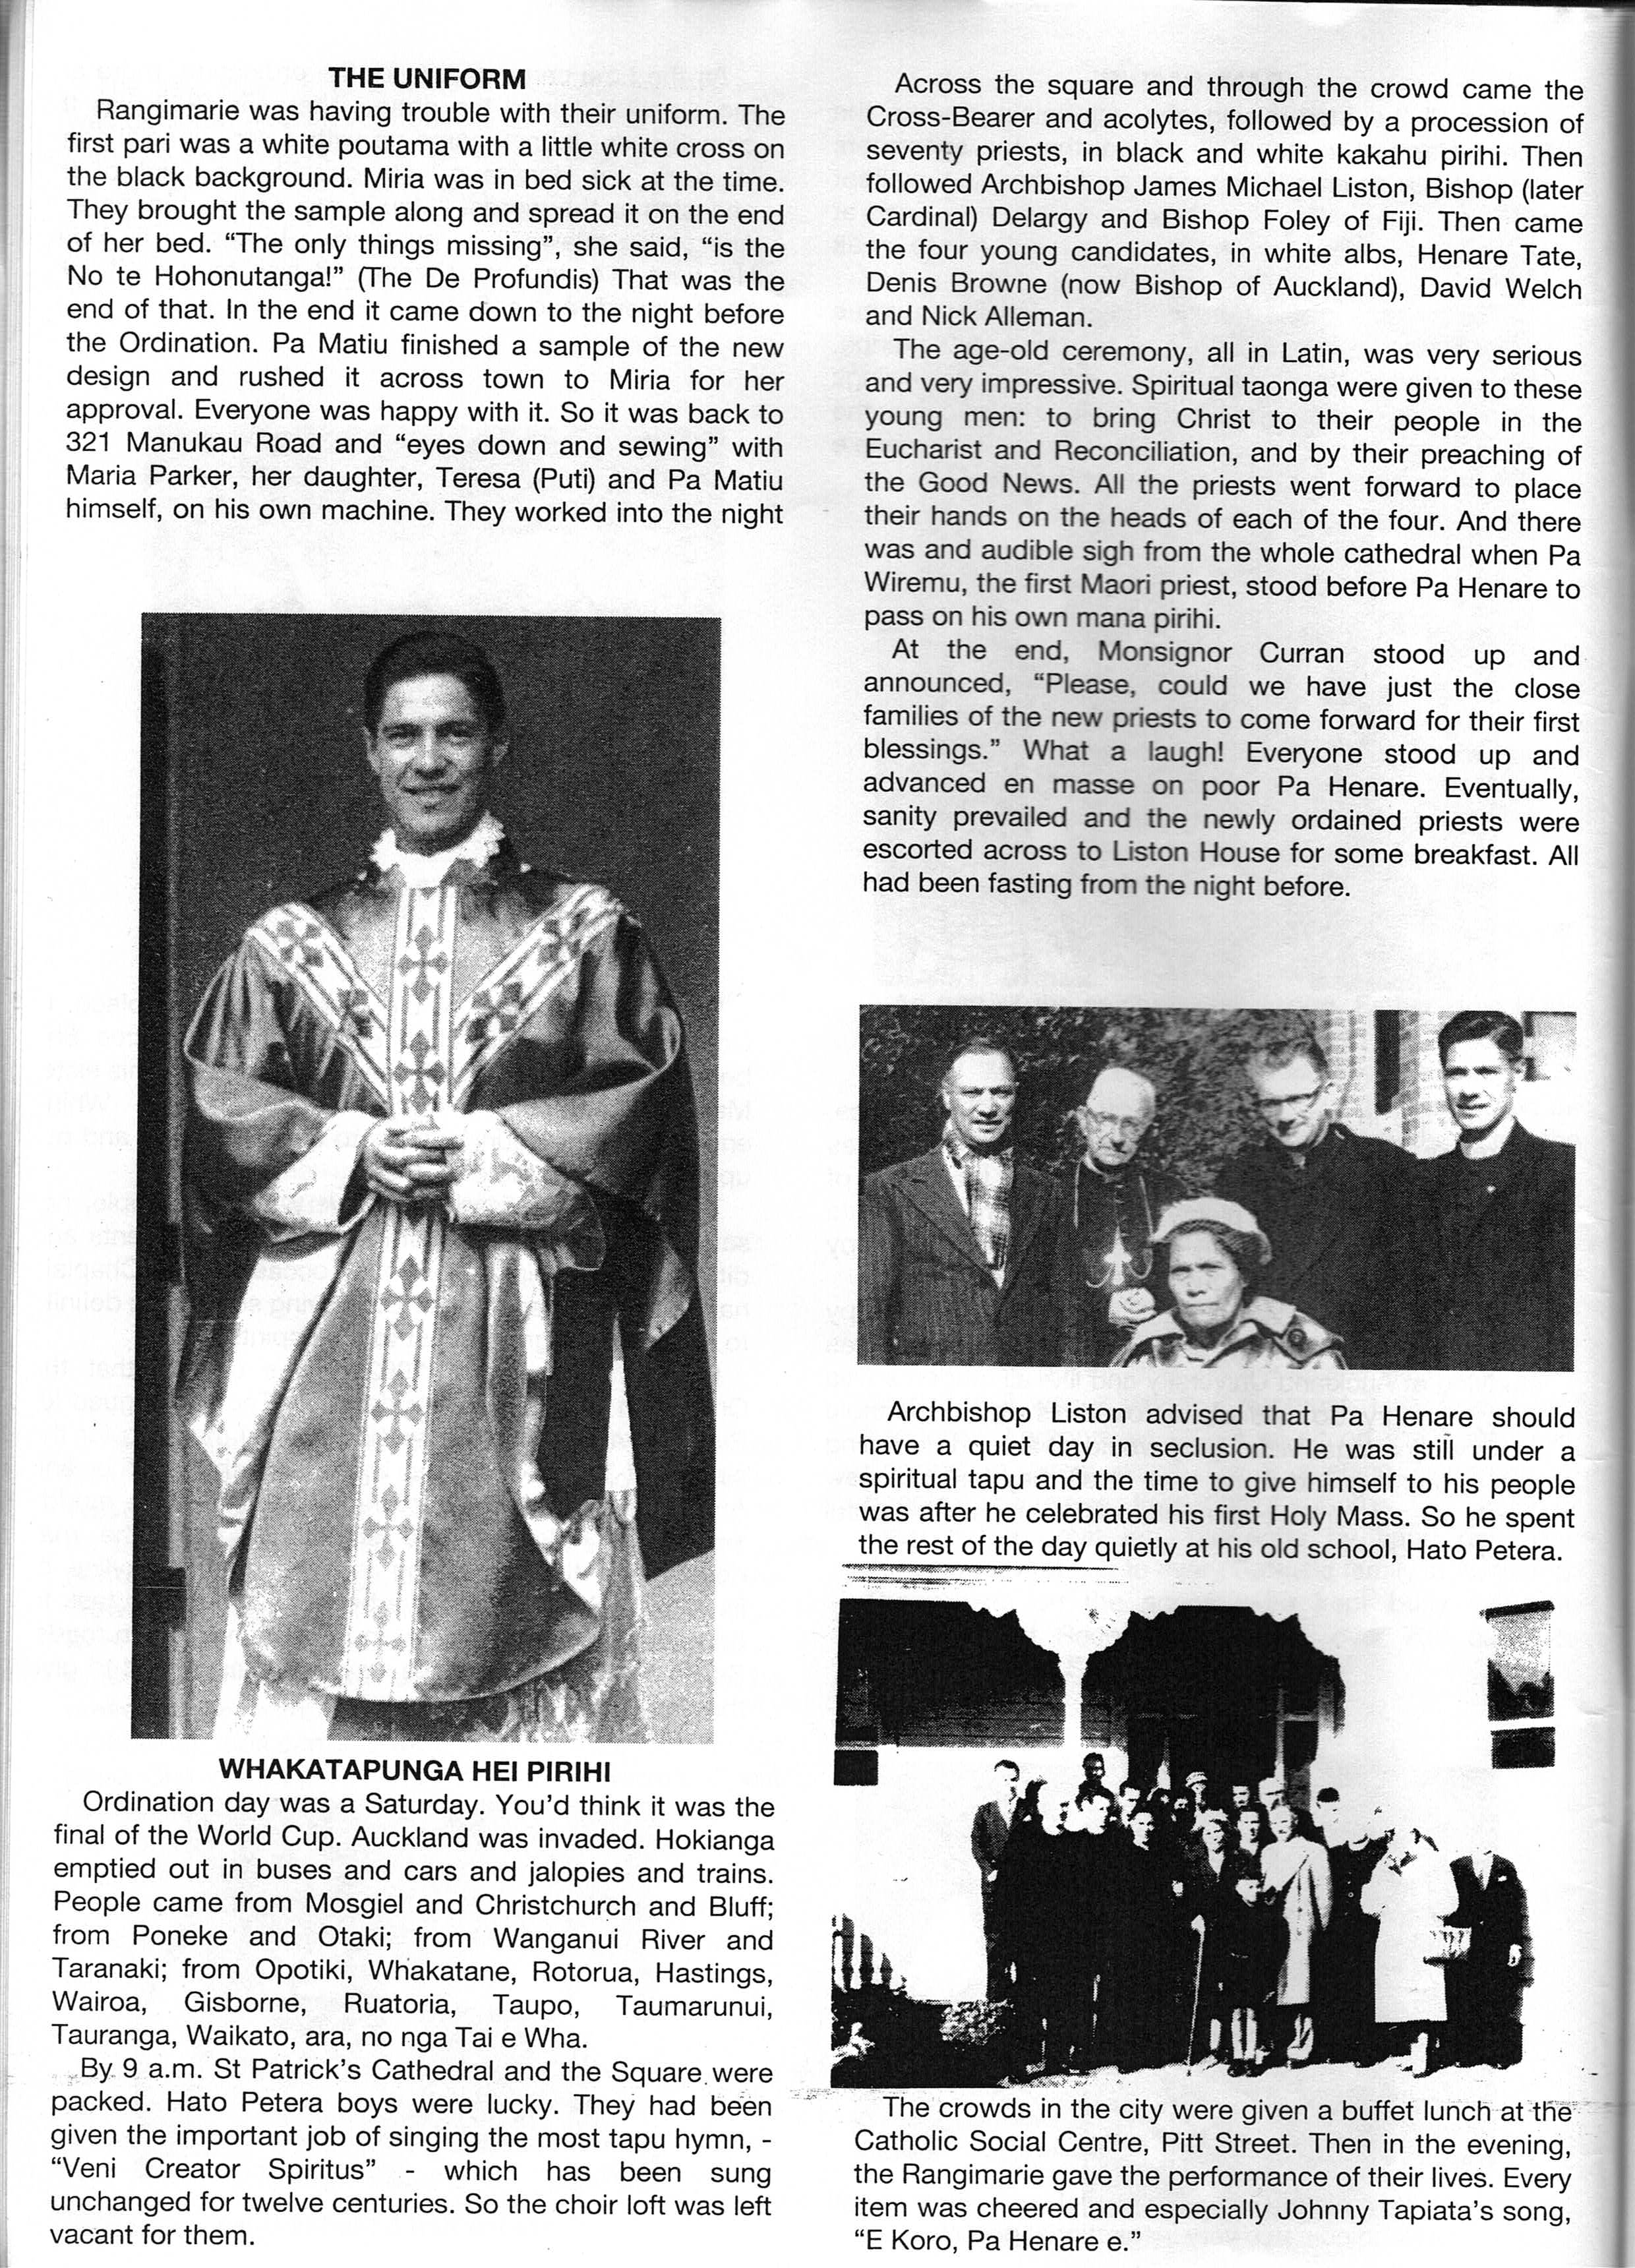 THE UNIFORM
Rangimarie was having trouble with their uniform. The
first pari was a white poutama with a little white cross on
the black background. Miria was in bed sick at the time.
They brought the sample along and spread it on the end
of her bed. “The only things missing”, she said, “is the
No te Hohonutanga!” (The De Profundis) That was the
end of that. In the end it came down to the night before
the Ordination. Pa Matiu finished a sample of the new
design and rushed it across town to Miria for her
approval. Everyone was happy with it. So it was back to
321 Manukau Road and “eyes down and sewing” with
Maria Parker, her daughter, Teresa (Puti) and Pa Matiu
himself, on his own machine. They worked into the night
WHAKATAPUNGA HEI PIRIHI
Ordination day was a Saturday. You’d think it was the
final of the World Cup. Auckland was invaded. Hokianga
emptied out in buses and cars and jalopies and trains.
People came from Mosgiel and Christchurch and Bluff;
from Poneke and Otaki; from Wanganui River and
Taranaki; from Opotiki, Whakatane, Rotorua, Hastings,
Wairoa, Gisborne, Ruatoria, Taupo, Taumarunui,
Tauranga, Waikato, ara, no nga Tai e Wha.
By 9 a.m. St Patrick’s Cathedral and the Square were
packed. Hato Petera boys were lucky. They had been
given the important job of singing the most tapu hymn, -
“Veni Creator Spiritus” - which has been sung
unchanged for twelve centuries. So the choir loft was left
vacant for them.
Across the square and through the crowd came the
Cross-Bearer and acolytes, followed by a procession of
seventy priests, in black and white kakahu pirihi. Then
followed Archbishop James Michael Liston, Bishop (later
Cardinal) Delargy and Bishop Foley of Fiji. Then came
the four young candidates, in white albs, Henare Tate,
Denis Browne (now Bishop of Auckland), David Welch
and Nick Alleman.
The age-old ceremony, all in Latin, was very serious
and very impressive. Spiritual taonga were given to these
young men: to bring Christ to their people in the
Eucharist and Reconciliation, and by their preaching of
the Good News. All the priests went forward to place
their hands on the heads of each of the four. And there
was and audible sigh from the whole cathedral when Pa
Wiremu, the first Maori priest, stood before Pa Henare to
pass on his own mana pirihi.
At the end, Monsignor Curran stood up and
announced, “Please, could we have just the close
families of the new priests to come forward for their first
blessings.” What a laugh! Everyone stood up and
advanced en masse on poor Pa Henare. Eventually,
sanity prevailed and the newly ordained priests were
escorted across to Liston House for some breakfast. All
had been fasting from the night before.
Archbishop Liston advised that Pa Henare should
have a quiet day in seclusion. He was still under a
spiritual tapu and the time to give himself to his people
was after he celebrated his first Holy Mass. So he spent
the rest of the day quietly at his old school, Hato Petera.
The crowds in the city were given a buffet lunch at the
Catholic Social Centre, Pitt Street. Then in the evening,
the Rangimarie gave the performance of their lives. Every
item was cheered and especially Johnny Tapiata’s song,
“E Koro, Pa Henare e.”